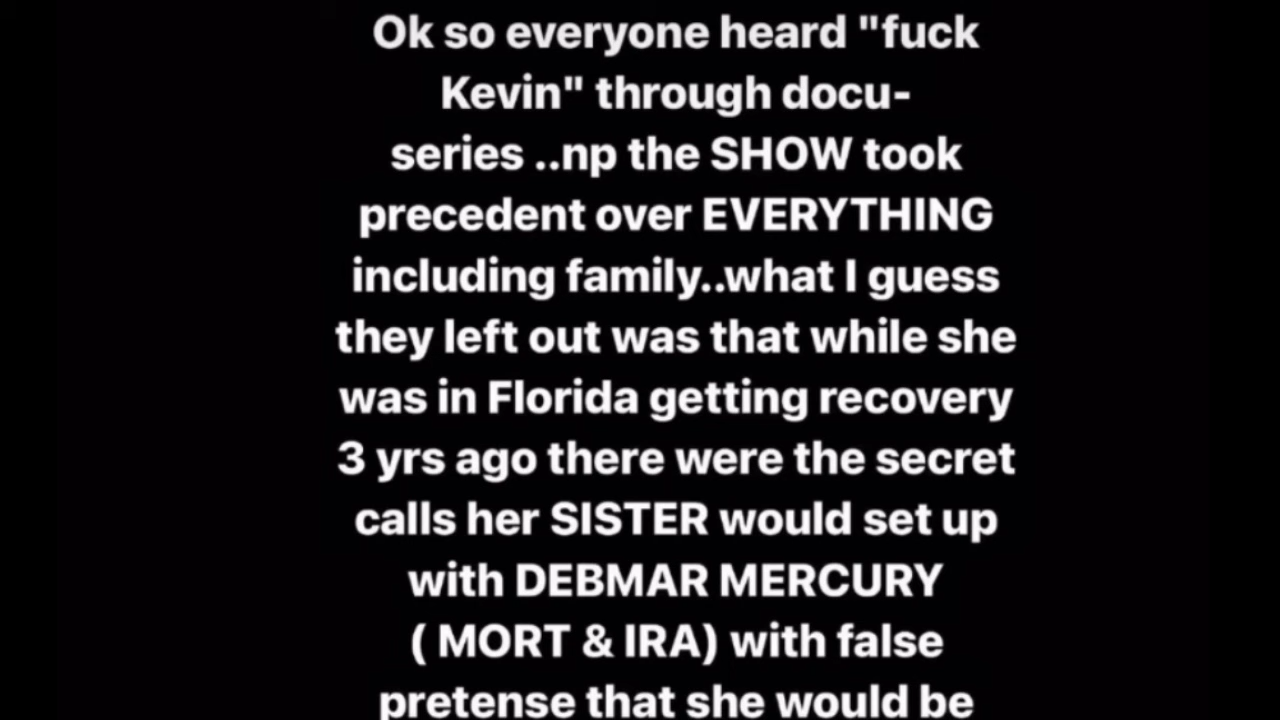 Ok so everyone heard "fuck
Kevin" through docu-
series ..np the SHOW took
precedent over EVERYTHING
including family..what I guess
they left out was that while she
was in Florida getting recovery
3 yrs ago there were the secret
calls her SISTER would set up
with DEBMAR MERCURY
( MORT & IRA) with false
pretense that she would be